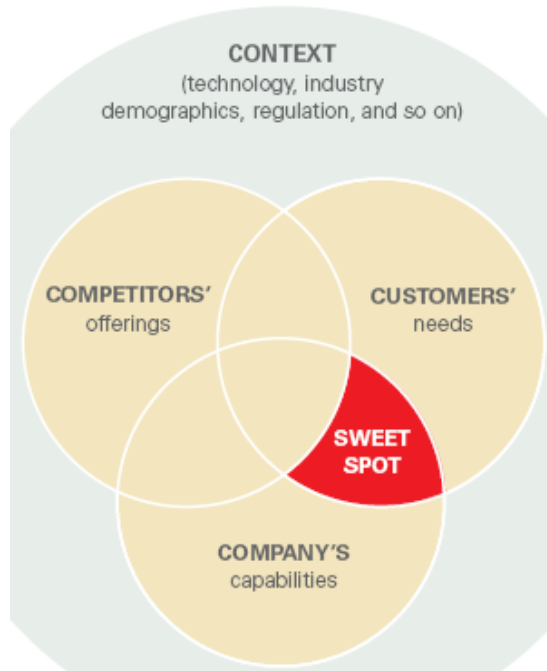 CONTEXT
(technology, industry
demographics, regulation, and so on)
COMPETITORS’
offerings
CUSTOMERS’
needs
SWEET
SPOT
COMPANY’S
capabilities